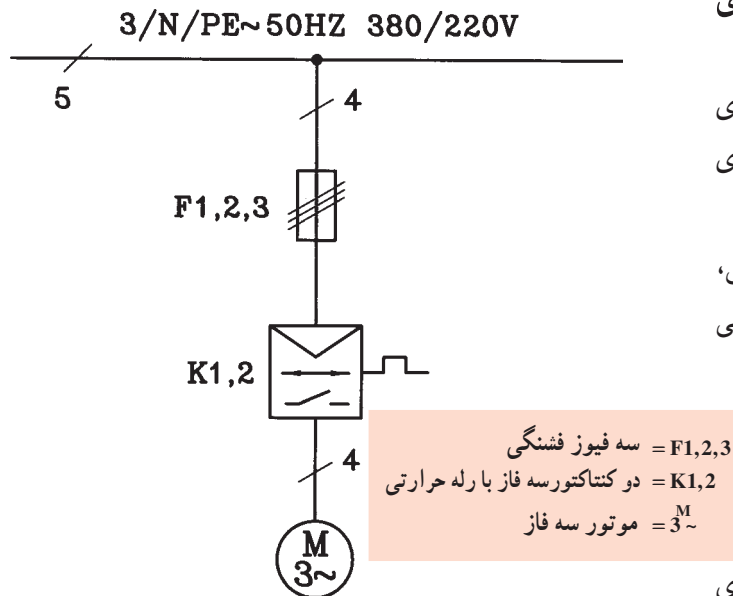 3/N/PE~50HZ 380/220V
5
4
F1,2,3
K1,2
4
M
3~
F1,2,3 = سه فیوز فشنگی
K1,2 = دو کنتاکتورسه فاز با رله حرارتی
M
3~ = موتور سه فاز